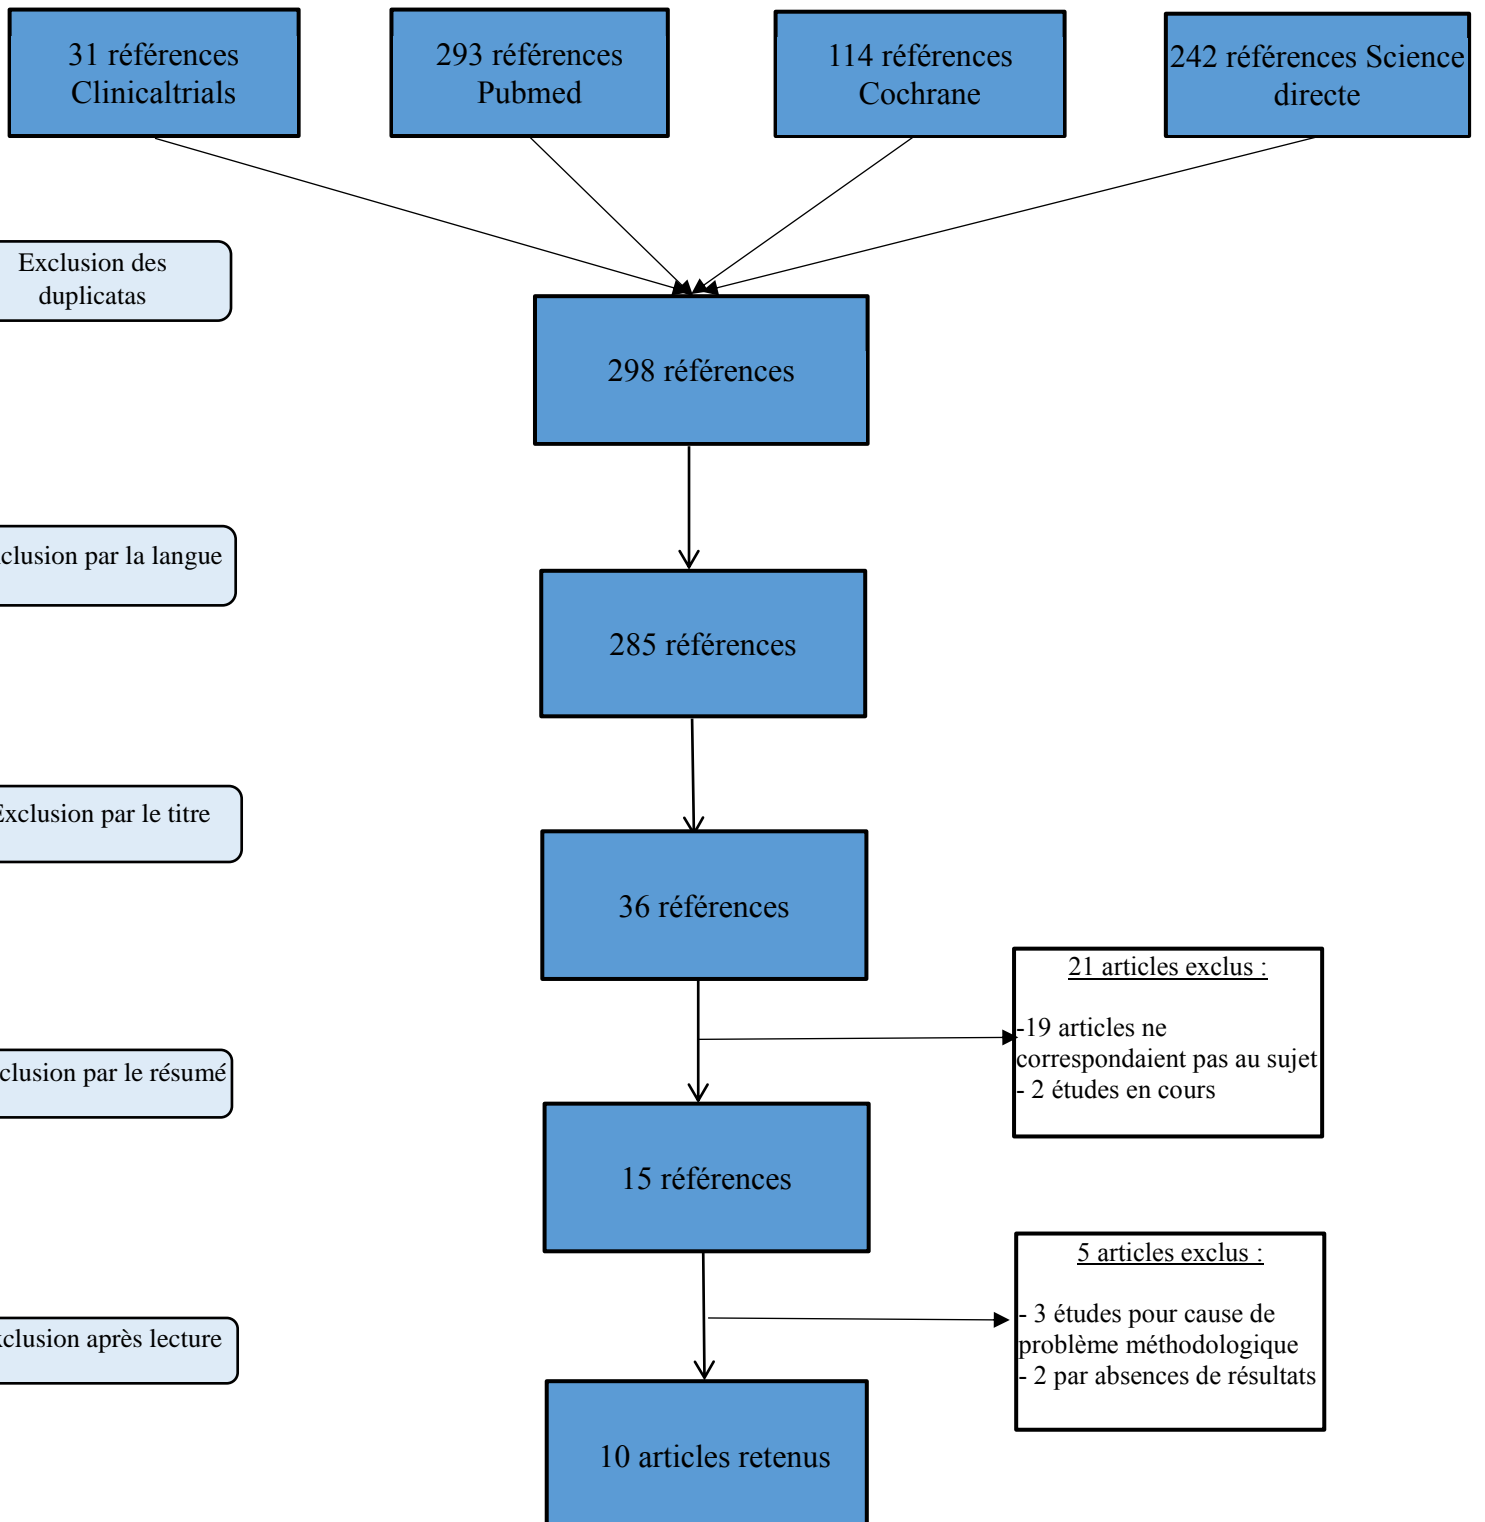 31 références
Clinicaltrials
293 références
Pubmed
114 références
Cochrane
242 références Science
directe
Exclusion des
duplicatas
298 références
clusion par la langue
285 références
Exclusion par le titre
36 références
21 articles exclus :
-19 articles ne
correspondaient pas au sujet
- 2 études en cours
clusion par le résumé
15 références
5 articles exclus :
- 3 études pour cause de
problème méthodologique
- 2 par absences de résultats
xclusion après lecture
10 articles retenus